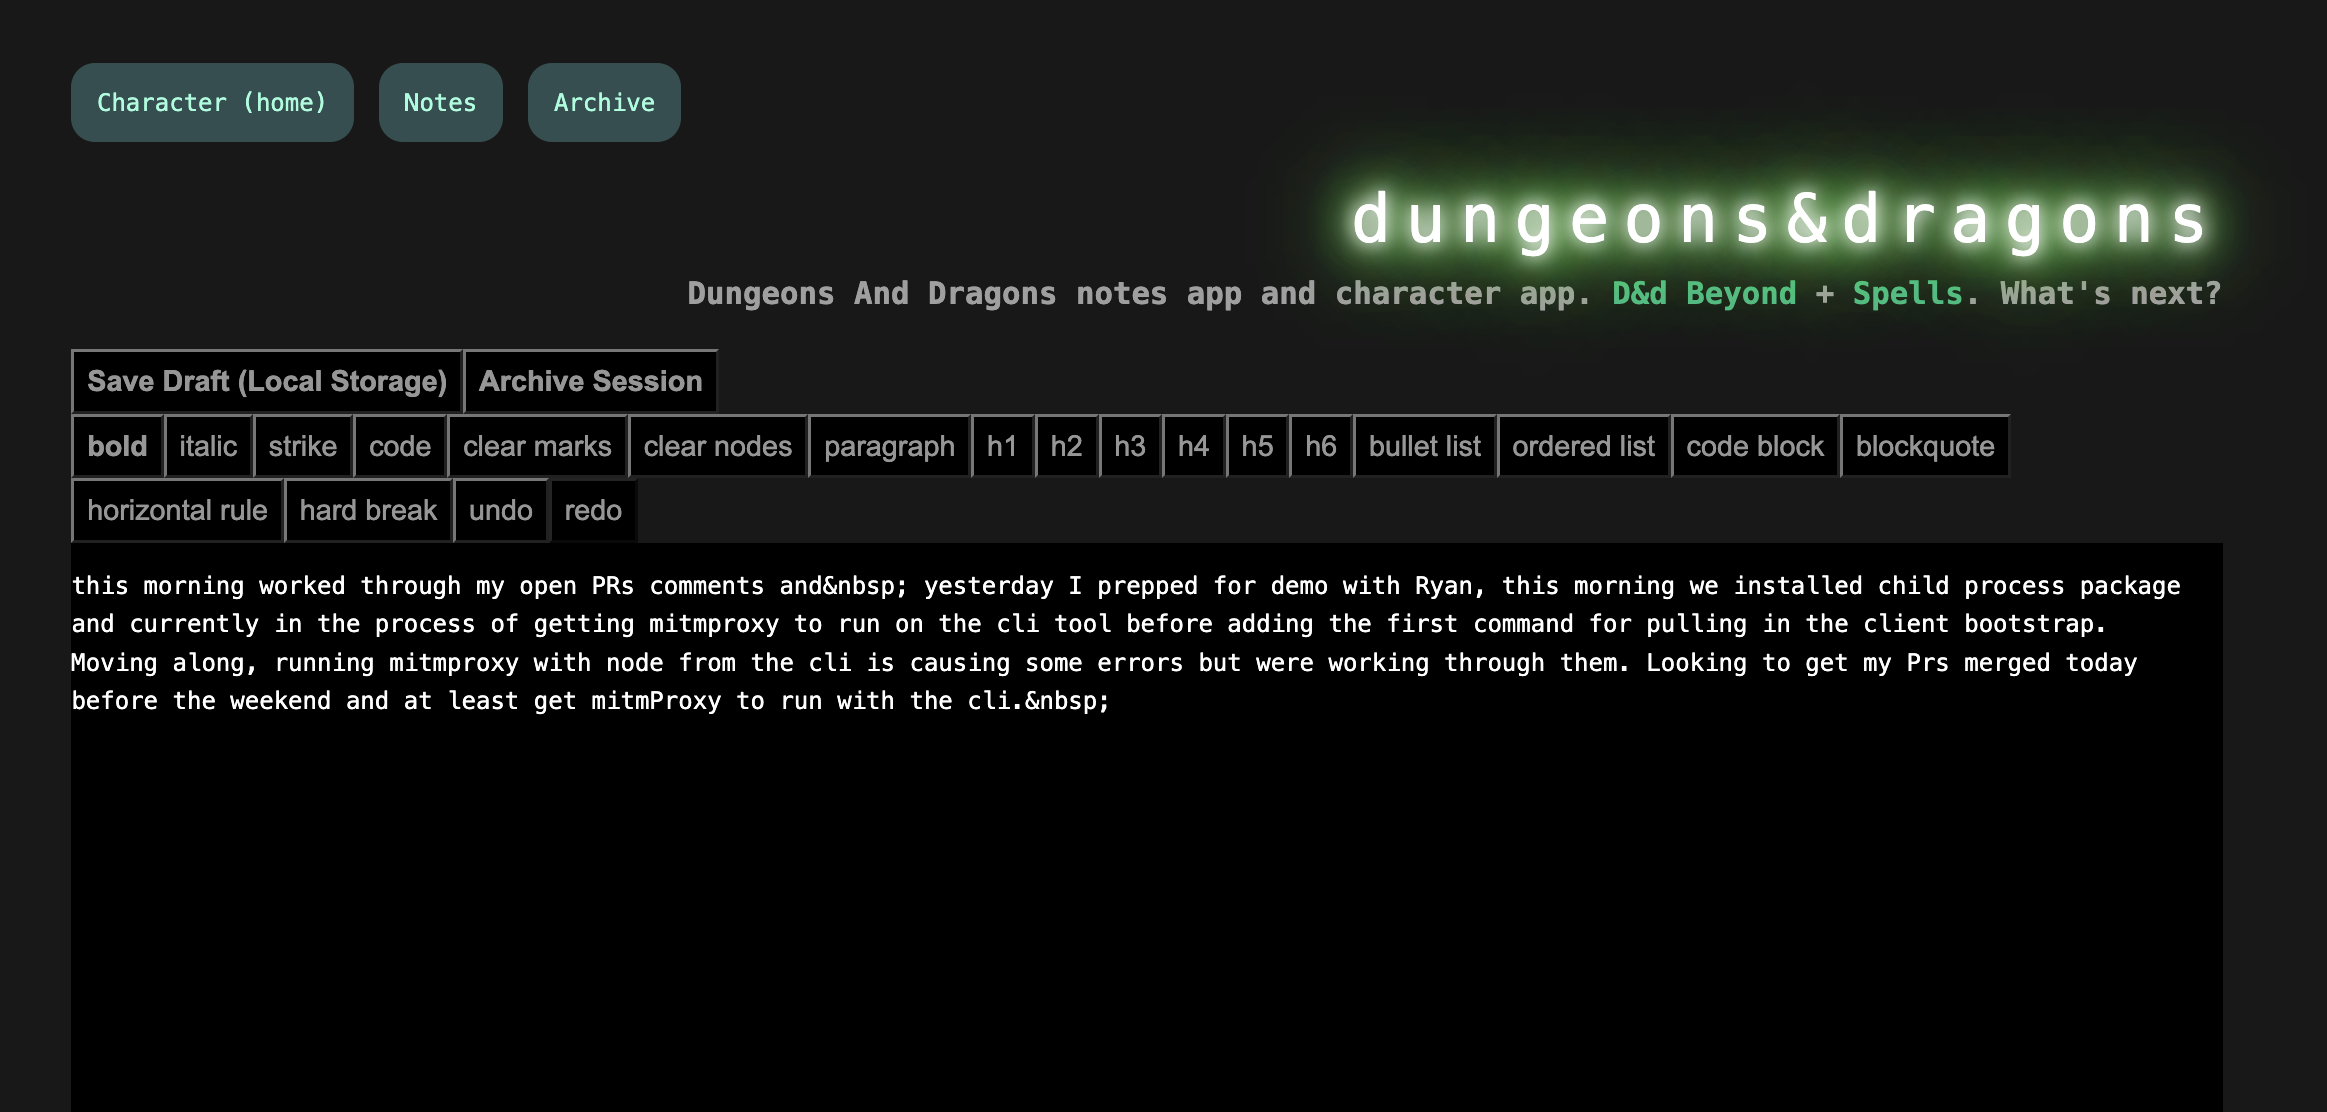 Character (home) Notes Archive
dungeons&dragons
Dungeons And Dragons notes app and character app. D&d Beyond + Spells. What's next?
Save Draft (Local Storage) Archive Session
bold italic strike code clear marks clear nodes paragraph h1 h2 h3 h4 h5 h6 bullet list ordered list code block blockquote
horizontal rule hard break undo redo
this morning worked through my open PRs comments and&nbsp; yesterday I prepped for demo with Ryan, this morning we installed child process package
and currently in the process of getting mitmproxy to run on the cli tool before adding the first command for pulling in the client bootstrap.
Moving along, running mitmproxy with node from the cli is causing some errors but were working through them. Looking to get my Prs merged today
before the weekend and at least get mitmProxy to run with the cli.&nbsp;